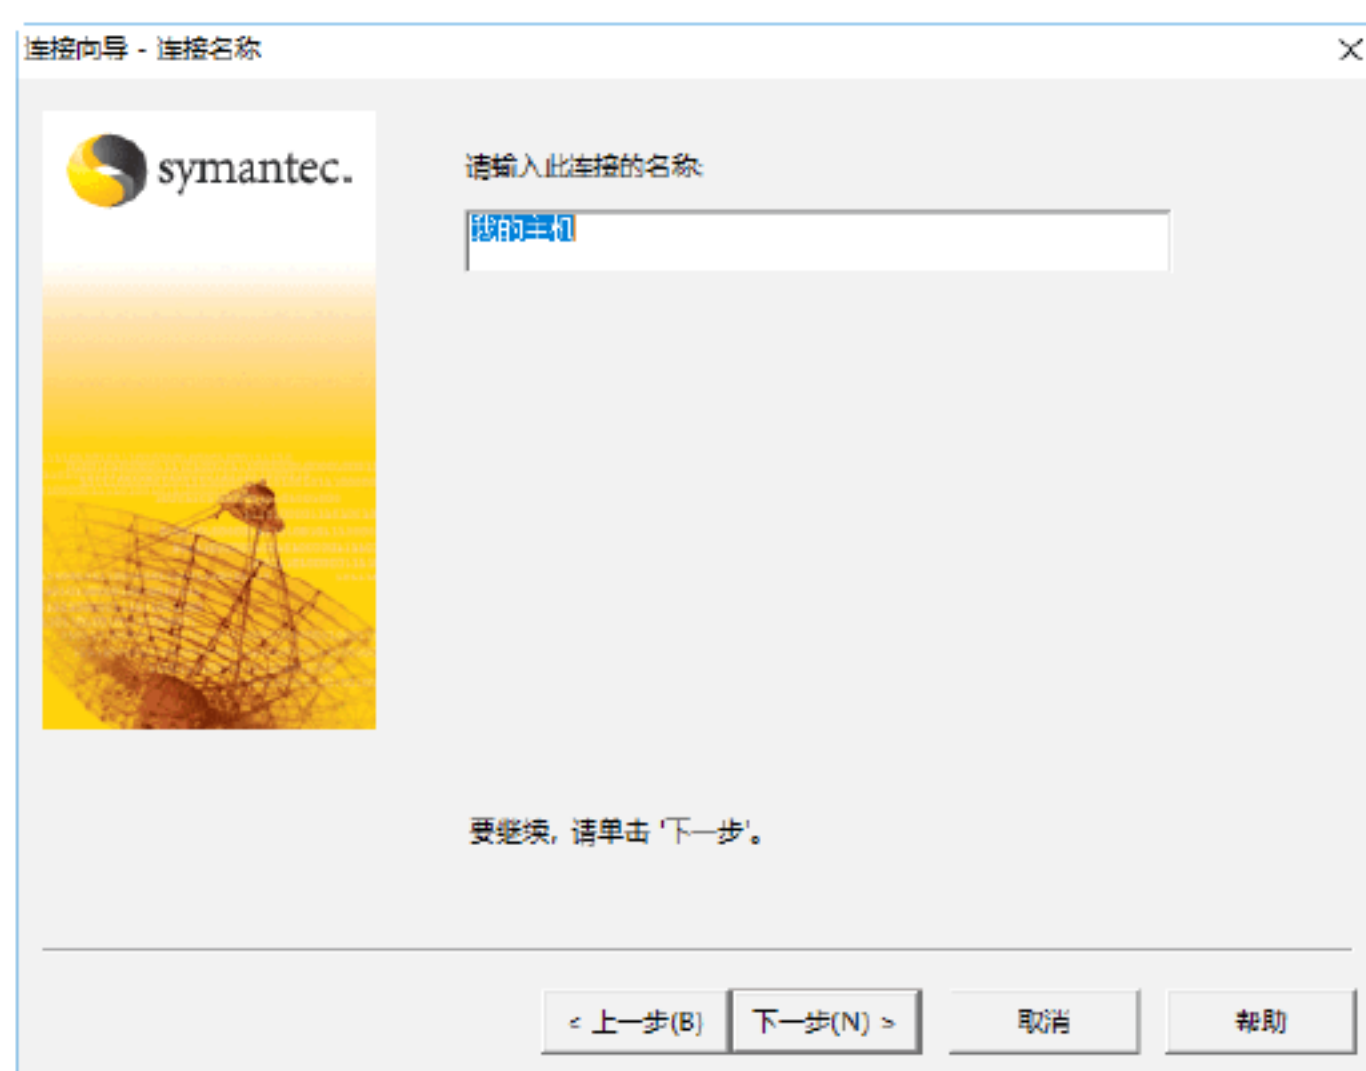 连接向导 - 连接名称
symantec.
请输入此连接的名称:
我的主机
要继续, 请单击 '下一步'。
< 上一步(B)
下一步(N) >
取消
帮助